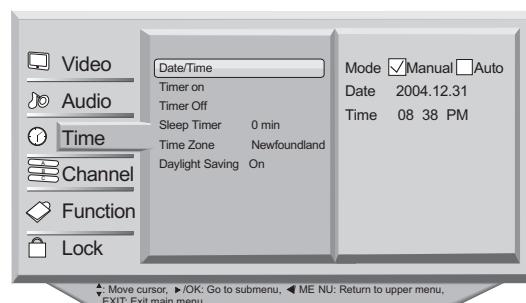 Video
Audio
Time
Channel
Function
Lock
Date/Time
Timer on
Timer Off
Sleep Timer 0 min
Time Zone Newfoundland
Daylight Saving On
Mode Manual Auto
Date 2004.12.31
Time 08 38 PM
: Move cursor, /OK: Go to submenu, ME NU: Return to upper menu,
EXIT: Exit main menu